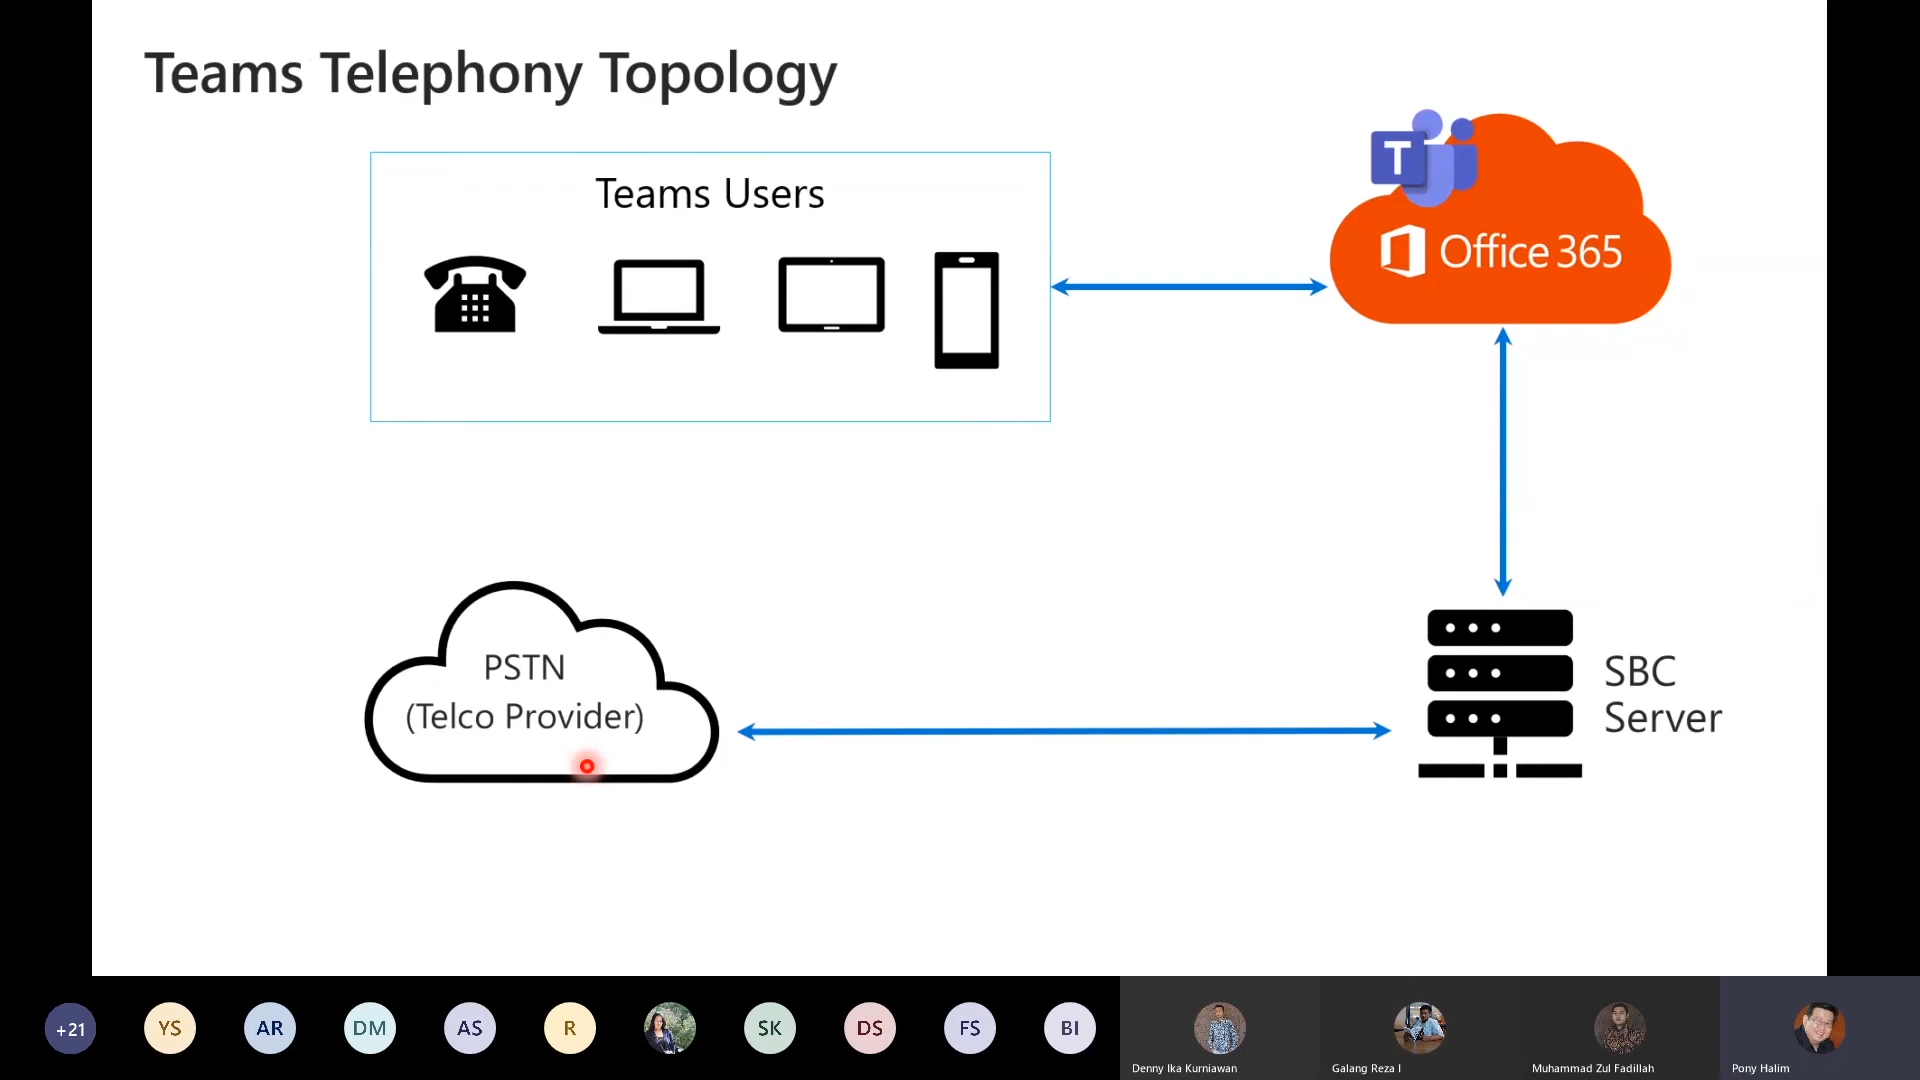 Teams Telephony Topology
Teams Users
T
Office 365
PSTN
(Telco Provider)
SBC
Server
+21
YS
AR
DM
AS
R
SK
DS
FS
BI
Denny Ika Kurniawan
Galang Reza I
Muhammad Zul Fadillah
Pony Halim